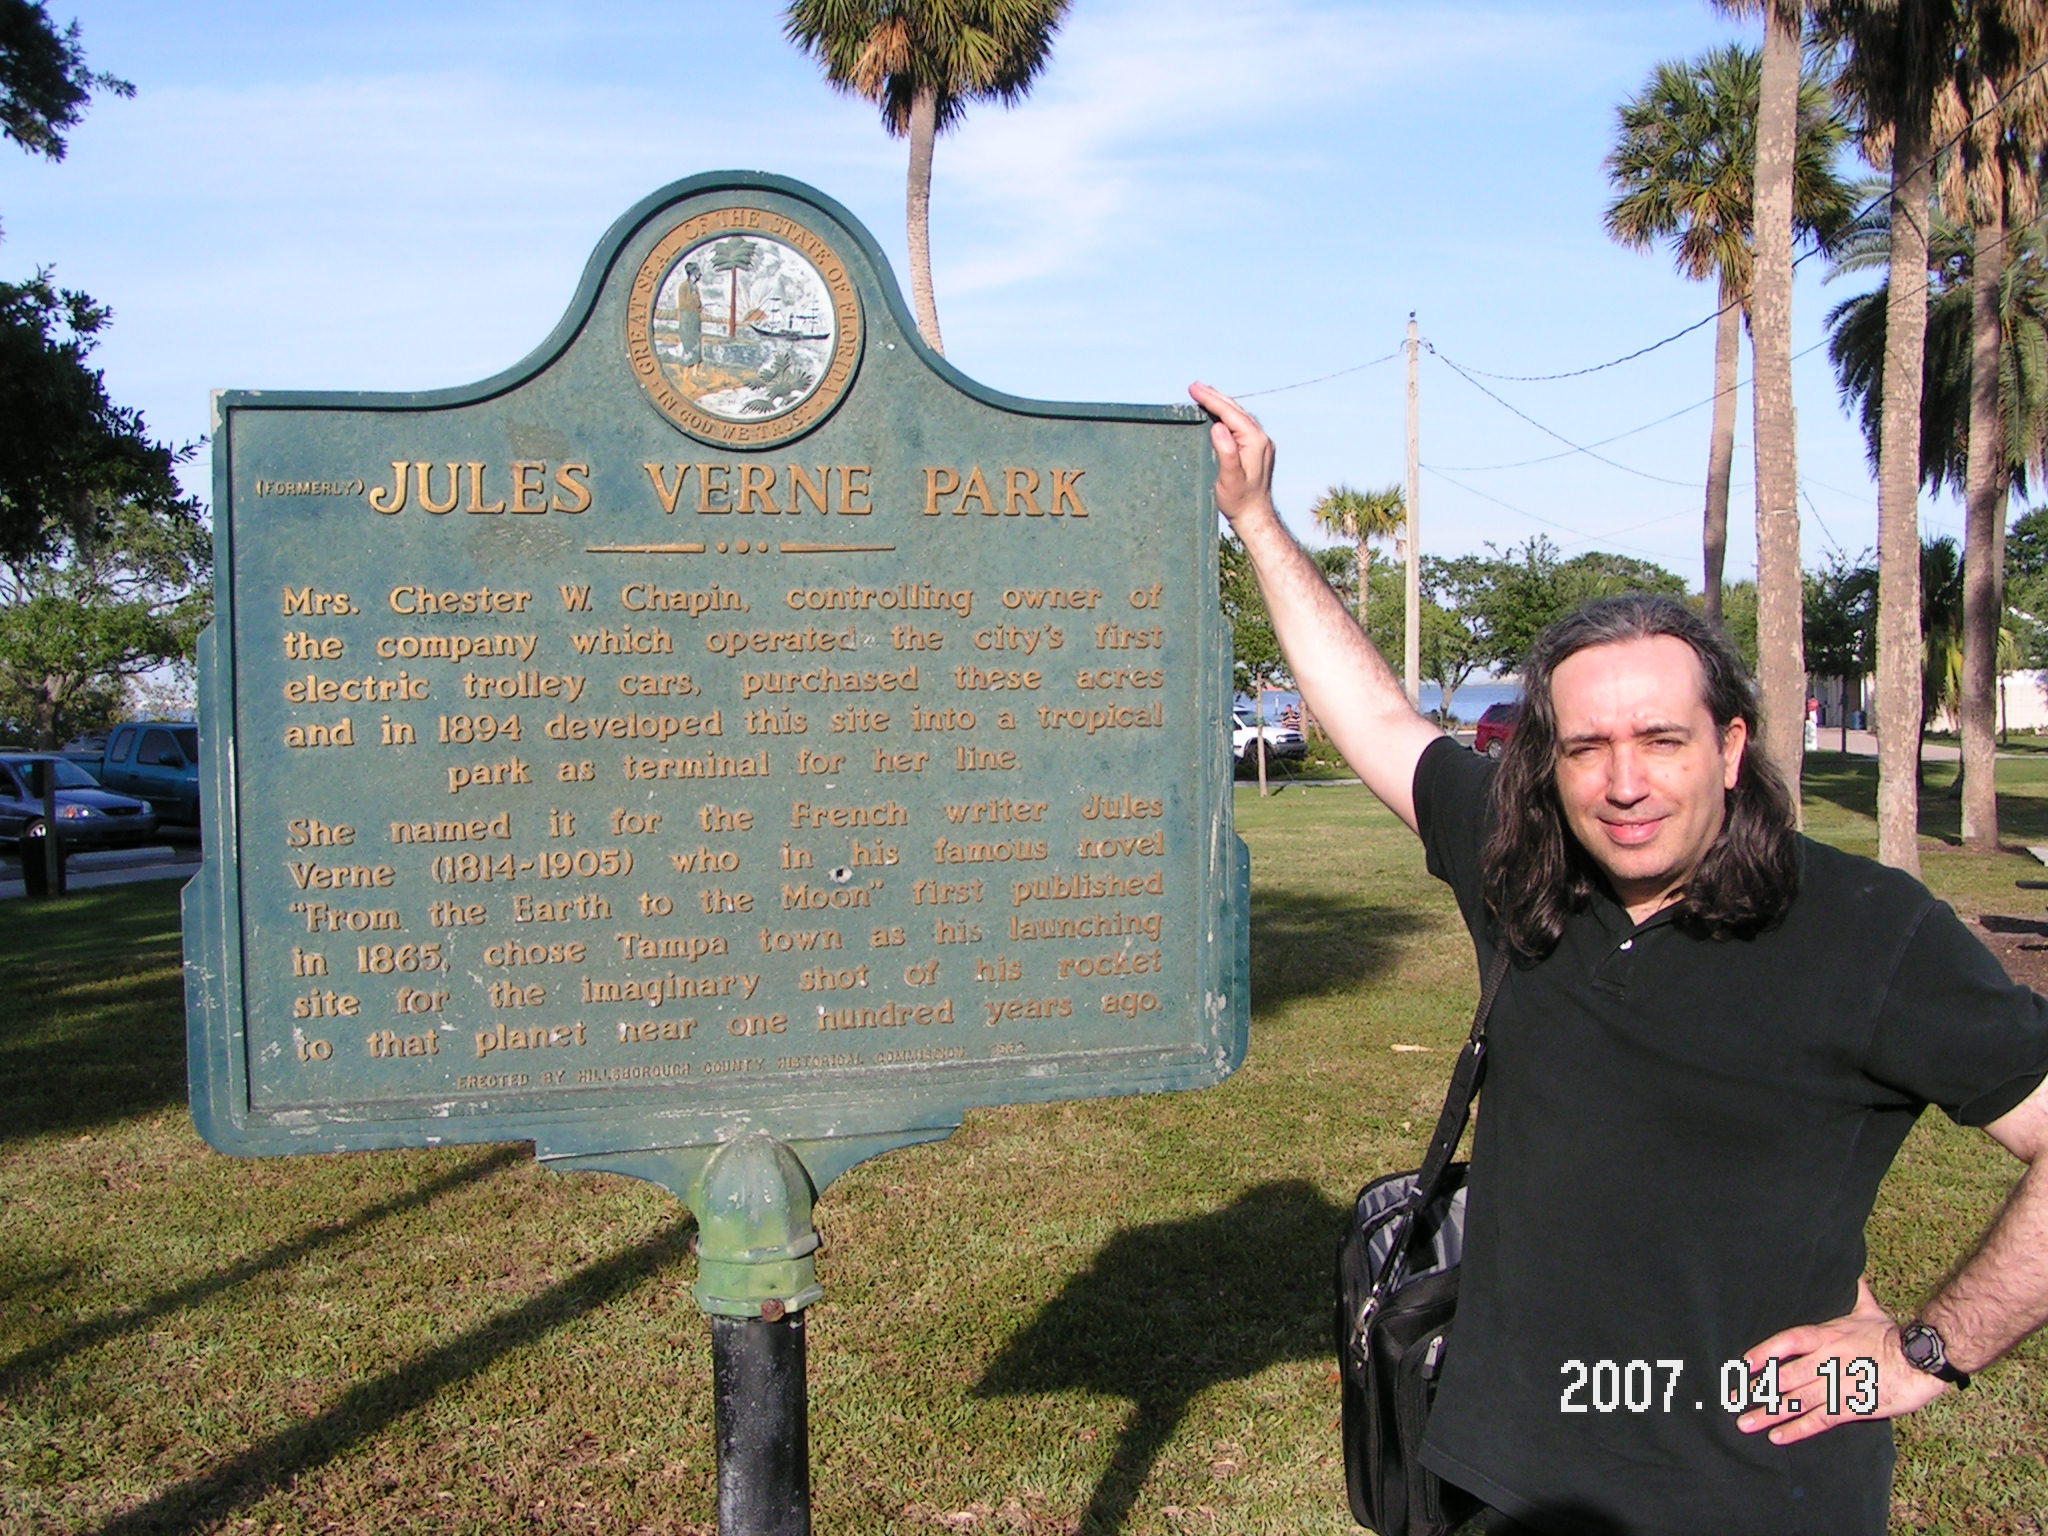 GREAT SEAL OF THE STATE OF FLORIDA
IN GOD WE TRUST
(FORMERLY) JULES VERNE PARK
Mrs. Chester W. Chapin, controlling owner of
the company which operated the city's first
electric trolley cars, purchased these acres
and in 1894 developed this site into a tropical
park as terminal for her line.
She named it for the French writer Jules
Verne (1814-1905) who in his famous novel
"From the Earth to the Moon" first published
in 1865, chose Tampa town as his launching
site for the imaginary shot of his rocket
to that planet near one hundred years ago.
ERECTED BY HILLSBOROUGH COUNTY HISTORICAL COMMISSION
2007.04.13